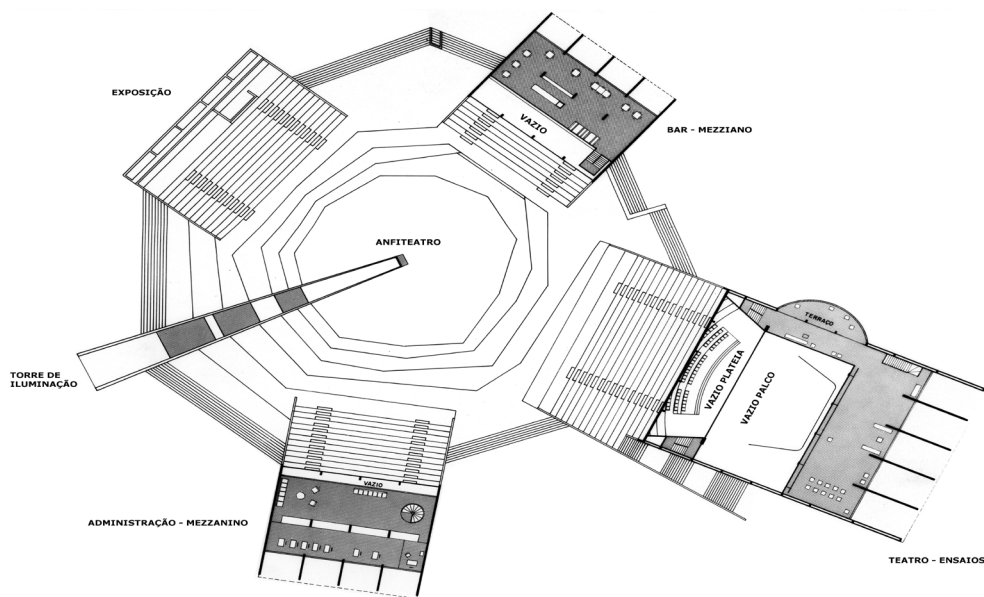 EXPOSIÇÃO
VAZIO
BAR - MEZZIANO
ANFITEATRO
TERRAÇO
TORRE DE
ILUMINAÇÃO
VAZIO PLATEIA
VAZIO PALCO
VAZIO
ADMINISTRAÇÃO - MEZZANINO
TEATRO - ENSAIOS